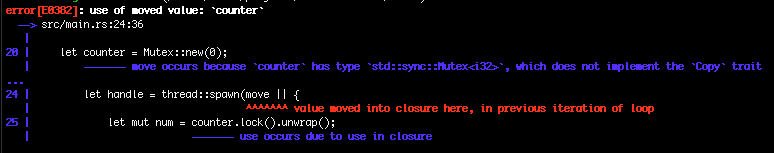 error[E0382]: use of moved value: `counter`
--> src/main.rs:24:36
|
20 | let counter = Mutex::new(0);
| ------- move occurs because `counter` has type `std::sync::Mutex<i32>`, which does not implement the `Copy` trait
...
24 | let handle = thread::spawn(move || {
| ^^^^^^^ value moved into closure here, in previous iteration of loop
25 | let mut num = counter.lock().unwrap();
| ------- use occurs due to use in closure